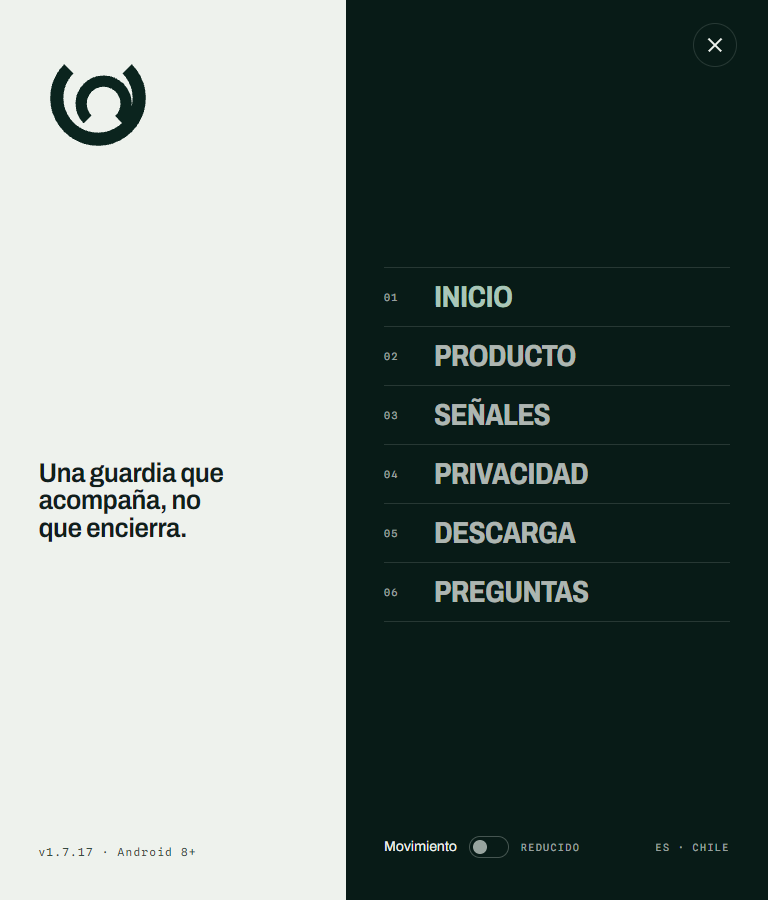 Una guardia que
acompaña, no
que encierra.
v1.7.17 · Android 8+
01 INICIO
02 PRODUCTO
03 SEÑALES
04 PRIVACIDAD
05 DESCARGA
06 PREGUNTAS
Movimiento REDUCIDO ES · CHILE